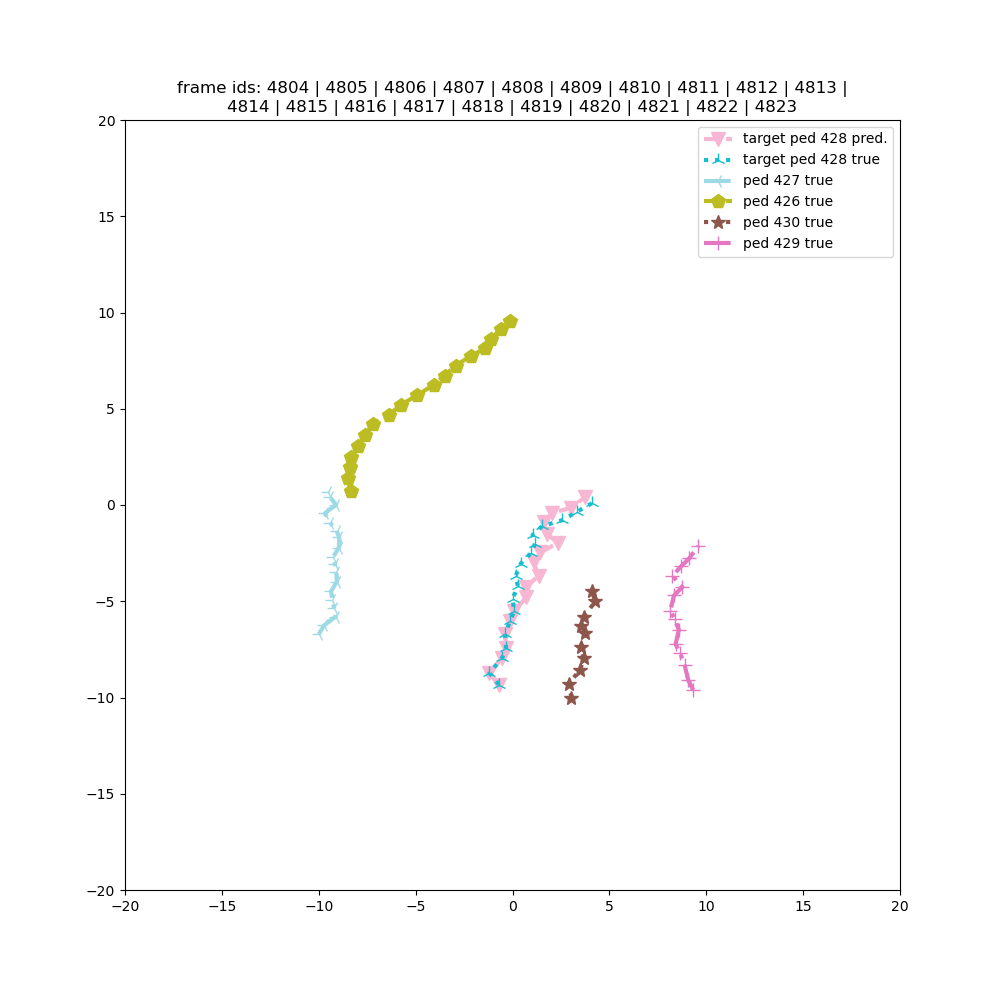 frame ids: 4804 | 4805 | 4806 | 4807 | 4808 | 4809 | 4810 | 4811 | 4812 | 4813 |
4814 | 4815 | 4816 | 4817 | 4818 | 4819 | 4820 | 4821 | 4822 | 4823
target ped 428 pred.
target ped 428 true
ped 427 true
ped 426 true
ped 430 true
ped 429 true
20
15
10
5
0
−5
−10
−15
−20
−20 −15 −10 −5 0 5 10 15 20